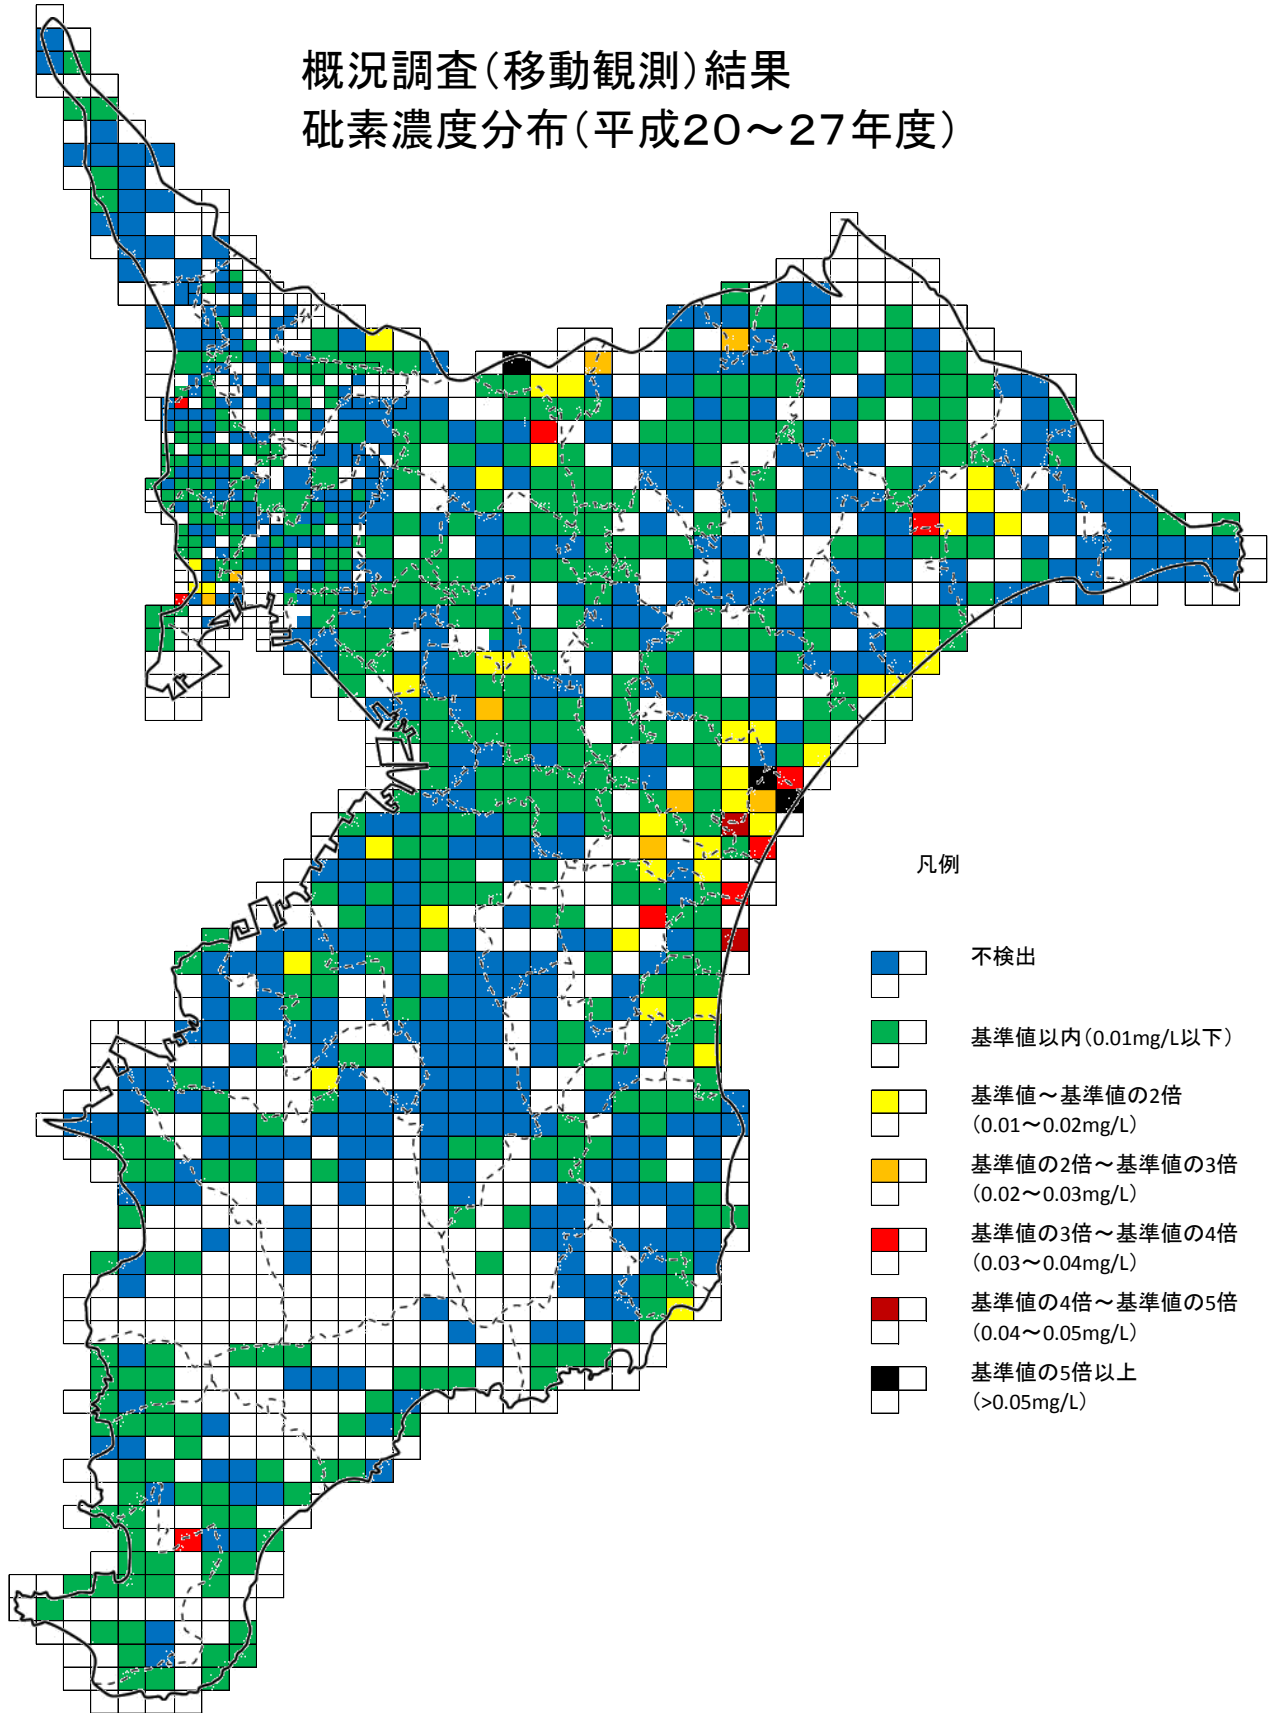 概況調査（移動観測）結果
砒素濃度分布（平成２０～２７年度）
凡例
不検出
基準値以内（0.01mg/L以下）
基準値～基準値の2倍
（0.01～0.02mg/L）
基準値の2倍～基準値の3倍
（0.02～0.03mg/L）
基準値の3倍～基準値の4倍
（0.03～0.04mg/L）
基準値の4倍～基準値の5倍
（0.04～0.05mg/L）
基準値の5倍以上
（>0.05mg/L）